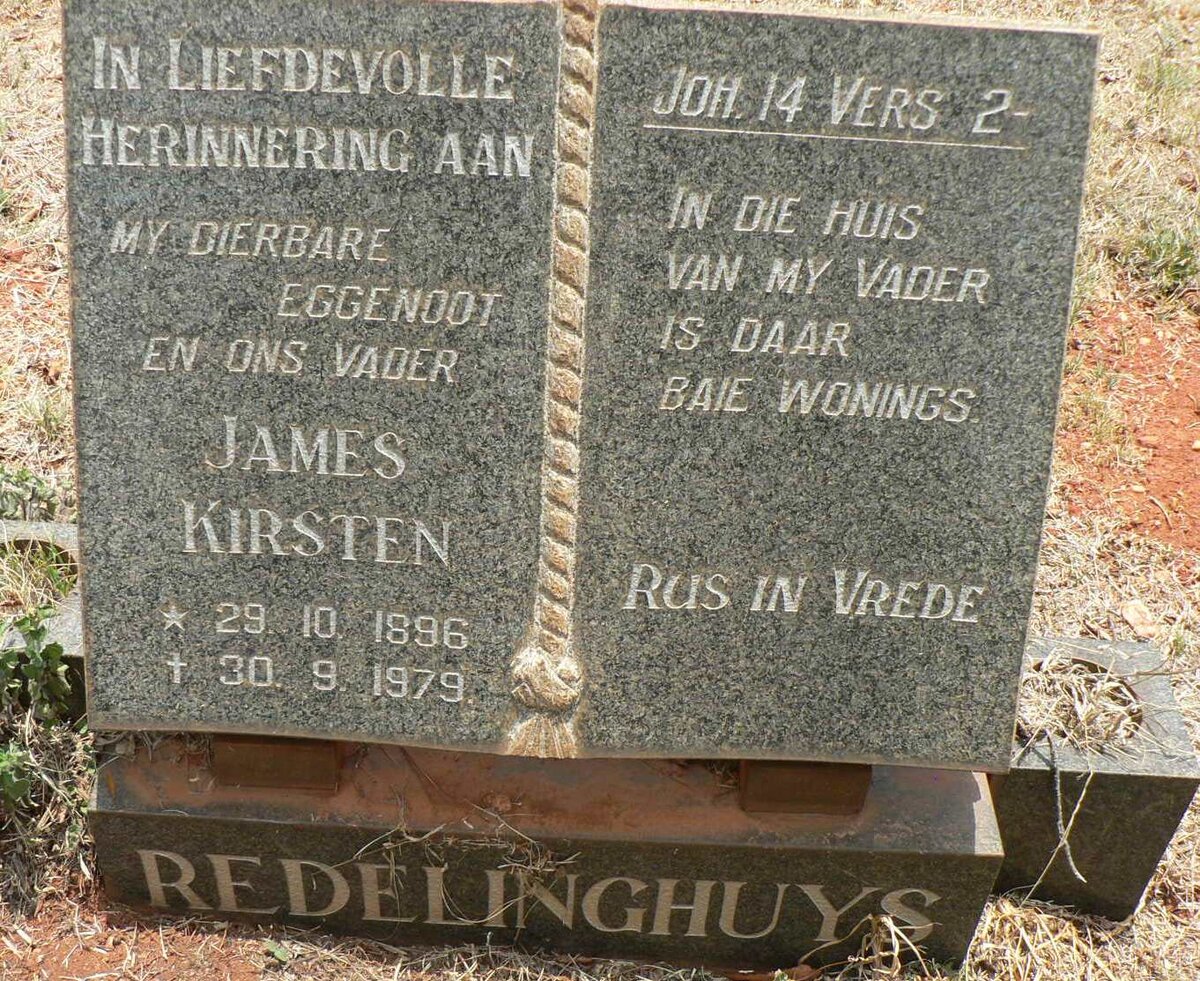 IN LIEFDEVOLLE
HERINNERING AAN
MY DIERBARE
EGGENOOT
EN ONS VADER
JAMES
KIRSTEN
★ 29. 10. 1896
† 30. 9. 1979
JOH. 14 VERS 2-
IN DIE HUIS
VAN MY VADER
IS DAAR
BAIE WONINGS.
RUS IN VREDE
REDELINGHUYS